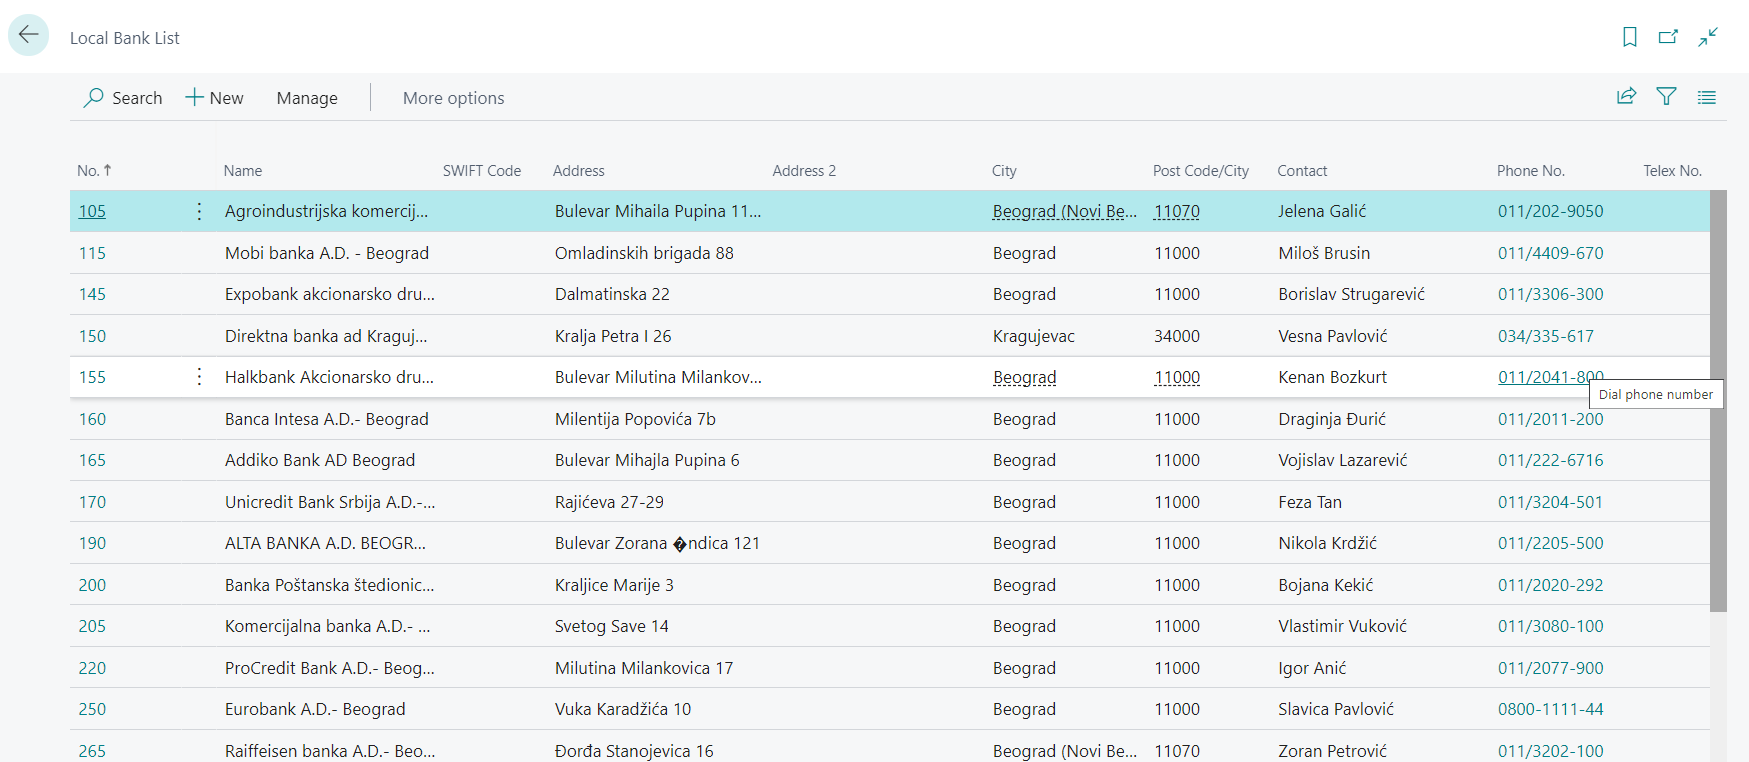 Local Bank List
Search New Manage More options
No. ↑ Name SWIFT Code Address Address 2 City Post Code/City Contact Phone No. Telex No.
105 Agroindustrijska komercij... Bulevar Mihaila Pupina 11... Beograd (Novi Be... 11070 Jelena Galić 011/202-9050
115 Mobi banka A.D. - Beograd Omladinskih brigada 88 Beograd 11000 Miloš Brusin 011/4409-670
145 Expobank akcionarsko dru... Dalmatinska 22 Beograd 11000 Borislav Strugarević 011/3306-300
150 Direktna banka ad Kraguj... Kralja Petra I 26 Kragujevac 34000 Vesna Pavlović 034/335-617
155 Halkbank Akcionarsko dru... Bulevar Milutina Milankov... Beograd 11000 Kenan Bozkurt 011/2041-800
Dial phone number
160 Banca Intesa A.D.- Beograd Milentija Popovića 7b Beograd 11000 Draginja Đurić 011/2011-200
165 Addiko Bank AD Beograd Bulevar Mihajla Pupina 6 Beograd 11000 Vojislav Lazarević 011/222-6716
170 Unicredit Bank Srbija A.D.-... Rajićeva 27-29 Beograd 11000 Feza Tan 011/3204-501
190 ALTA BANKA A.D. BEOGR... Bulevar Zorana �ndica 121 Beograd 11000 Nikola Krdžić 011/2205-500
200 Banka Poštanska štedionic... Kraljice Marije 3 Beograd 11000 Bojana Kekić 011/2020-292
205 Komercijalna banka A.D.- ... Svetog Save 14 Beograd 11000 Vlastimir Vuković 011/3080-100
220 ProCredit Bank A.D.- Beog... Milutina Milankovica 17 Beograd 11000 Igor Anić 011/2077-900
250 Eurobank A.D.- Beograd Vuka Karadžića 10 Beograd 11000 Slavica Pavlović 0800-1111-44
265 Raiffeisen banka A.D.- Beo... Đorđa Stanojevica 16 Beograd (Novi Be... 11070 Zoran Petrović 011/3202-100